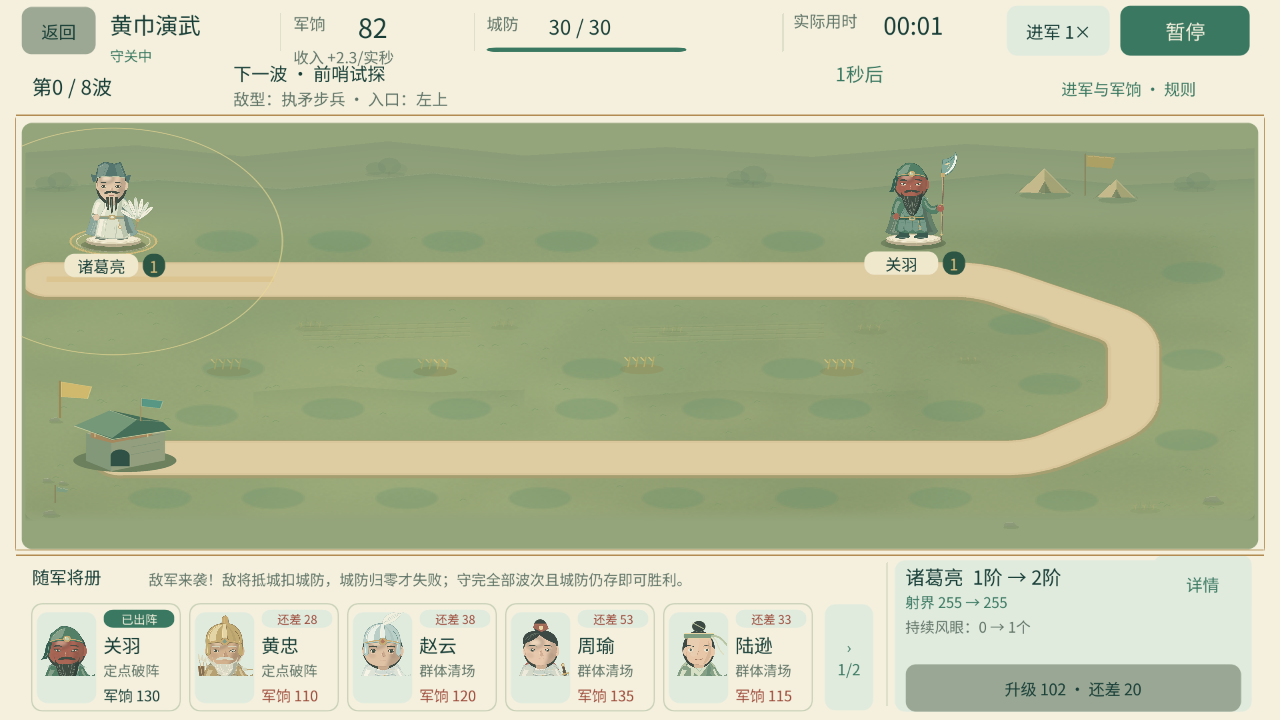 返回
黄巾演武
守关中
军饷 82
收入 +2.3/实秒
城防 30 / 30
实际用时 00:01
进军 1×
暂停
第0 / 8波
下一波 · 前哨试探
敌型：执矛步兵 · 入口：左上
1秒后
进军与军饷 · 规则
诸葛亮 1
关羽 1
随军将册
敌军来袭！敌将抵城扣城防，城防归零才失败；守完全部波次且城防仍存即可胜利。
已出阵
关羽
定点破阵
军饷 130
还差 28
黄忠
定点破阵
军饷 110
还差 38
赵云
群体清场
军饷 120
还差 53
周瑜
群体清场
军饷 135
还差 33
陆逊
群体清场
军饷 115
›
1/2
诸葛亮 1阶 → 2阶
详情
射界 255 → 255
持续风眼：0 → 1个
升级 102 · 还差 20